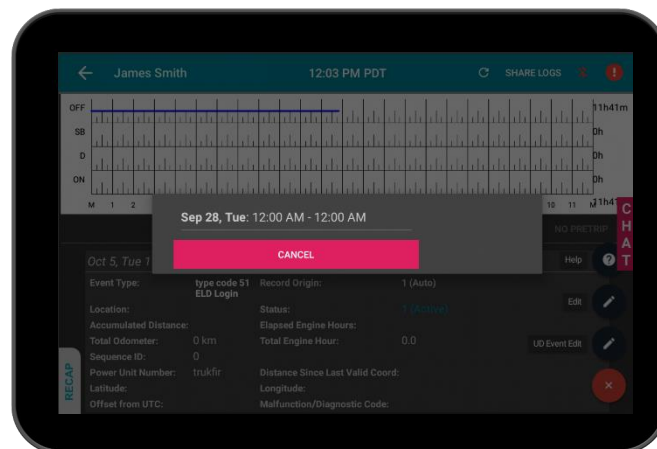 James Smith 12:03 PM PDT SHARE LOGS
OFF 11h41m
SB 0h
D 0h
ON
M 1 2 10 11 M 11h41
Sep 28, Tue: 12:00 AM - 12:00 AM
CANCEL
NO PRETRIP
CHAT
Oct 5, Tue 1
Help
Event Type: type code 51 ELD Login Record Origin: 1 (Auto)
Edit
Location: Status: 1 (Active)
Accumulated Distance: Elapsed Engine Hours:
Total Odometer: 0 km Total Engine Hour: 0.0
UD Event Edit
Sequence ID: 0
Power Unit Number: trukfir Distance Since Last Valid Coord:
Latitude: Longitude:
Offset from UTC: Malfunction/Diagnostic Code:
RECAP